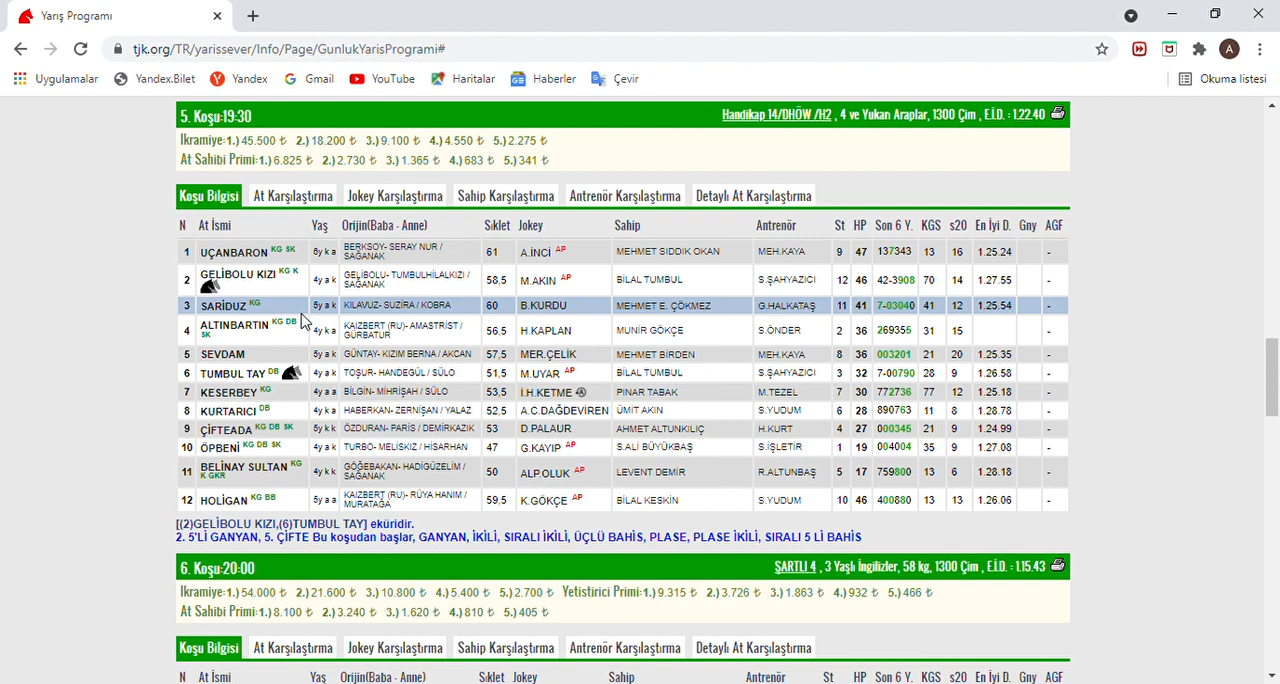 Yarış Programı
tjk.org/TR/yarissever/Info/Page/GunlukYarisProgrami#
Uygulamalar Yandex.Bilet Yandex Gmail YouTube Haritalar Haberler Çevir Okuma listesi
5. Koşu:19:30 Handikap 14/DHÖW /H2 , 4 ve Yukarı Araplar, 1300 Çim , E.İ.D. : 1.22.40
İkramiye:1.) 45.500 ₺ 2.) 18.200 ₺ 3.) 9.100 ₺ 4.) 4.550 ₺ 5.) 2.275 ₺
At Sahibi Primi:1.) 6.825 ₺ 2.) 2.730 ₺ 3.) 1.365 ₺ 4.) 683 ₺ 5.) 341 ₺
Koşu Bilgisi At Karşılaştırma Jokey Karşılaştırma Sahip Karşılaştırma Antrenör Karşılaştırma Detaylı At Karşılaştırma
N At İsmi Yaş Orijin(Baba - Anne) Sıklet Jokey Sahip Antrenör St HP Son 6 Y. KGS s20 En İyi D. Gny AGF
1 UÇANBARON KG SK 8y k a BERKSOY- SERAY NUR / SAĞANAK 61 A.İNCİ AP MEHMET SIDDIK OKAN MEH.KAYA 9 47 137343 13 16 1.25.24 -
2 GELİBOLU KIZI KG K 4y a k GELİBOLU- TUMBULHİLALKIZI / SAĞANAK 58,5 M.AKIN AP BİLAL TUMBUL S.ŞAHYAZICI 12 46 42-3908 70 14 1.27.55 -
3 SARİDUZ KG 5y a k KILAVUZ- SUZİRA / KOBRA 60 B.KURDU MEHMET E. ÇÖKMEZ G.HALKATAŞ 11 41 7-03040 41 12 1.25.54 -
4 ALTINBARTIN KG DB SK 4y k a KAIZBERT (RU)- AMASTRİST / GÜRBATUR 56,5 H.KAPLAN MUNİR GÖKÇE S.ÖNDER 2 36 269355 31 15 -
5 SEVDAM 5y a k GÜNTAY- KIZIM BERNA / AKCAN 57,5 MER.ÇELİK MEHMET BİRDEN MEH.KAYA 8 36 003201 21 20 1.25.35 -
6 TUMBUL TAY DB 4y a k TOŞUR- HANDEGÜL / SÜLO 51,5 M.UYAR AP BİLAL TUMBUL S.ŞAHYAZICI 3 32 7-00790 28 9 1.26.58 -
7 KESERBEY KG 4y a a BİLGİN- MİHRİŞAH / SÜLO 53,5 İ.H.KETME PINAR TABAK M.TEZEL 7 30 772736 77 12 1.25.18 -
8 KURTARICI DB 4y k a HABERKAN- ZERNİŞAN / YALAZ 52,5 A.C.DAĞDEVİREN ÜMİT AKIN S.YUDUM 6 28 890763 11 8 1.28.78 -
9 ÇİFTEADA KG DB SK 6y k k ÖZDURAN- PARİS / DEMİRKAZIK 53 D.PALAUR AHMET ALTUNKILIÇ H.KURT 4 27 000345 21 9 1.24.99 -
10 ÖPBENİ KG DB SK 4y a k TURBO- MELİSKIZ / HİSARHAN 47 G.KAYIP AP S.ALİ BÜYÜKBAŞ S.İŞLETİR 1 19 004004 35 9 1.27.08 -
11 BELİNAY SULTAN KG K GKR 4y k k GÖĞEBAKAN- HADİGÜZELİM / SAĞANAK 50 ALP.OLUK AP LEVENT DEMİR R.ALTUNBAŞ 5 17 759800 13 6 1.28.18 -
12 HOLİGAN KG BB 5y a a KAIZBERT (RU)- RÜYA HANIM / MURATAĞA 59,5 K.GÖKÇE AP BİLAL KESKİN S.YUDUM 10 46 400880 13 13 1.26.06 -
[(2)GELİBOLU KIZI,(6)TUMBUL TAY] eküridir.
2. 5'Lİ GANYAN, 5. ÇİFTE Bu koşudan başlar, GANYAN, İKİLİ, SIRALI İKİLİ, ÜÇLÜ BAHİS, PLASE, PLASE İKİLİ, SIRALI 5 Lİ BAHİS
6. Koşu:20:00 ŞARTLI 4 , 3 Yaşlı İngilizler, 58 kg, 1300 Çim , E.İ.D. : 1.15.43
İkramiye:1.) 54.000 ₺ 2.) 21.600 ₺ 3.) 10.800 ₺ 4.) 5.400 ₺ 5.) 2.700 ₺ Yetistirici Primi:1.) 9.315 ₺ 2.) 3.726 ₺ 3.) 1.863 ₺ 4.) 932 ₺ 5.) 466 ₺
At Sahibi Primi:1.) 8.100 ₺ 2.) 3.240 ₺ 3.) 1.620 ₺ 4.) 810 ₺ 5.) 405 ₺
Koşu Bilgisi At Karşılaştırma Jokey Karşılaştırma Sahip Karşılaştırma Antrenör Karşılaştırma Detaylı At Karşılaştırma
N At İsmi Yaş Orijin(Baba - Anne) Sıklet Jokey Sahip Antrenör St HP Son 6 Y. KGS s20 En İyi D. Gny AGF